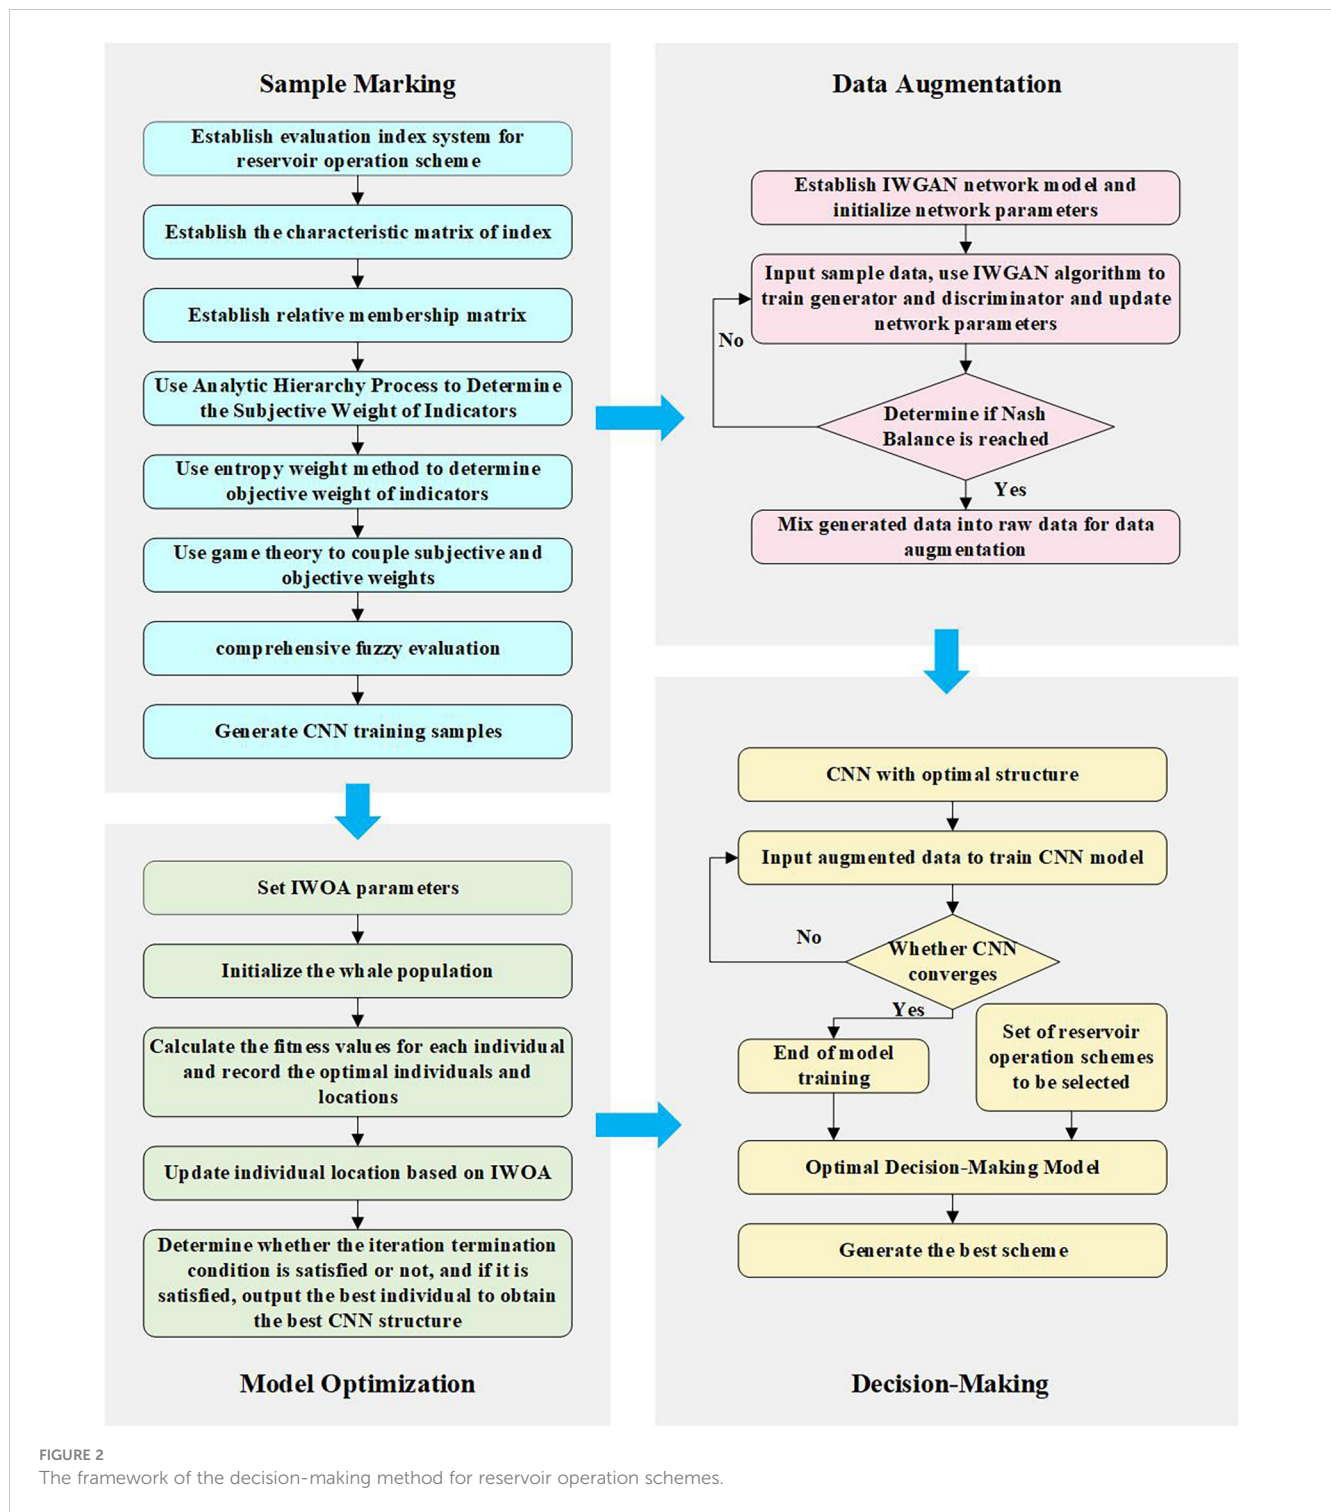 Sample Marking
Establish evaluation index system for
reservoir operation scheme
Establish the characteristic matrix of index
Establish relative membership matrix
Use Analytic Hierarchy Process to Determine
the Subjective Weight of Indicators
Use entropy weight method to determine
objective weight of indicators
Use game theory to couple subjective and
objective weights
comprehensive fuzzy evaluation
Generate CNN training samples
Data Augmentation
Establish IWGAN network model and
initialize network parameters
Input sample data, use IWGAN algorithm to
train generator and discriminator and update
network parameters
No
Determine if Nash
Balance is reached
Yes
Mix generated data into raw data for data
augmentation
Set IWOA parameters
Initialize the whale population
Calculate the fitness values for each individual
and record the optimal individuals and
locations
Update individual location based on IWOA
Determine whether the iteration termination
condition is satisfied or not, and if it is
satisfied, output the best individual to obtain
the best CNN structure
Model Optimization
CNN with optimal structure
Input augmented data to train CNN model
No
Whether CNN
converges
Yes
End of model
training
Set of reservoir
operation schemes
to be selected
Optimal Decision-Making Model
Generate the best scheme
Decision-Making
FIGURE 2
The framework of the decision-making method for reservoir operation schemes.